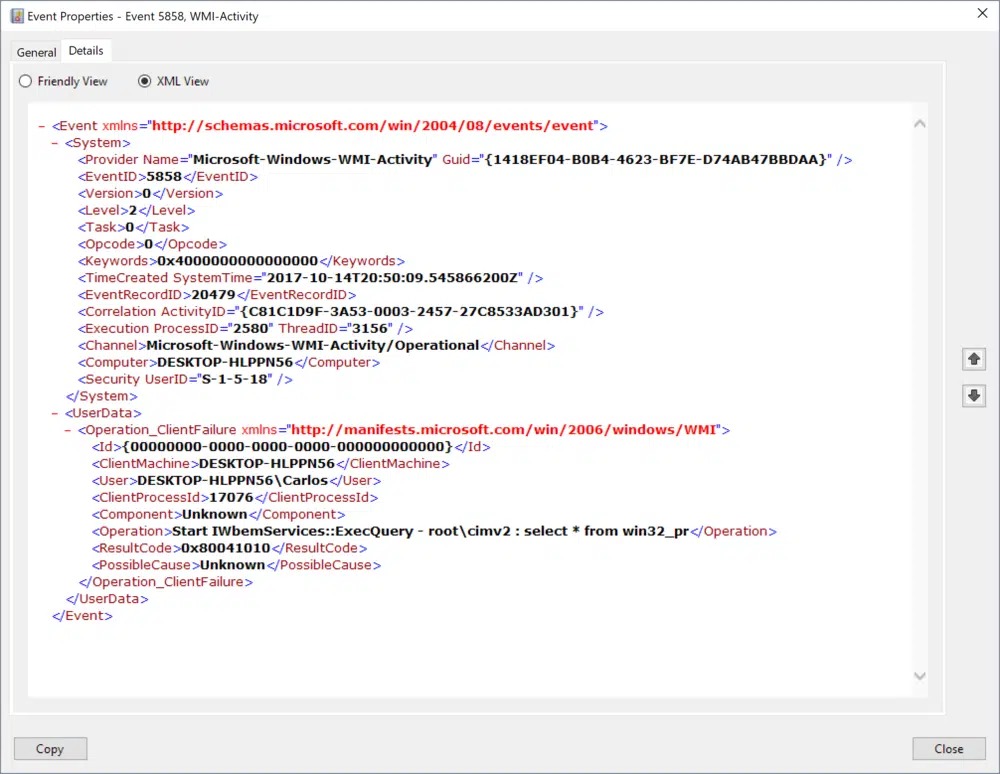 Event Properties - Event 5858, WMI-Activity
General Details
Friendly View XML View
- <Event xmlns="http://schemas.microsoft.com/win/2004/08/events/event">
- <System>
<Provider Name="Microsoft-Windows-WMI-Activity" Guid="{1418EF04-B0B4-4623-BF7E-D74AB47BBDAA}" />
<EventID>5858</EventID>
<Version>0</Version>
<Level>2</Level>
<Task>0</Task>
<Opcode>0</Opcode>
<Keywords>0x4000000000000000</Keywords>
<TimeCreated SystemTime="2017-10-14T20:50:09.545866200Z" />
<EventRecordID>20479</EventRecordID>
<Correlation ActivityID="{C81C1D9F-3A53-0003-2457-27C8533AD301}" />
<Execution ProcessID="2580" ThreadID="3156" />
<Channel>Microsoft-Windows-WMI-Activity/Operational</Channel>
<Computer>DESKTOP-HLPPN56</Computer>
<Security UserID="S-1-5-18" />
</System>
- <UserData>
- <Operation_ClientFailure xmlns="http://manifests.microsoft.com/win/2006/windows/WMI">
<Id>{00000000-0000-0000-0000-000000000000}</Id>
<ClientMachine>DESKTOP-HLPPN56</ClientMachine>
<User>DESKTOP-HLPPN56\Carlos</User>
<ClientProcessId>17076</ClientProcessId>
<Component>Unknown</Component>
<Operation>Start IWbemServices::ExecQuery - root\cimv2 : select * from win32_pr</Operation>
<ResultCode>0x80041010</ResultCode>
<PossibleCause>Unknown</PossibleCause>
</Operation_ClientFailure>
</UserData>
</Event>
Copy Close